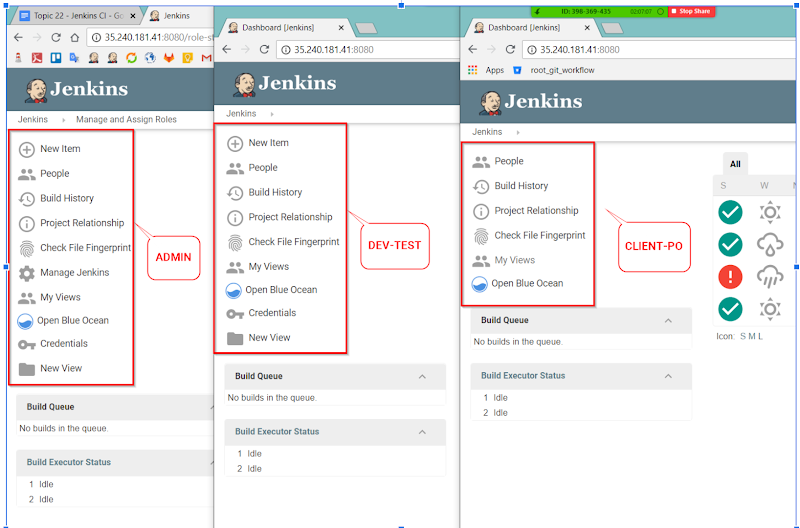 Topic 22 - Jenkins CI - Go
Jenkins
35.240.181.41:8080/role-st
Jenkins
Jenkins
Manage and Assign Roles
New Item
People
Build History
Project Relationship
Check File Fingerprint
Manage Jenkins
My Views
Open Blue Ocean
Credentials
New View
ADMIN
Build Queue
No builds in the queue.
Build Executor Status
1 Idle
2 Idle
Dashboard [Jenkins]
35.240.181.41:8080
Jenkins
Jenkins
New Item
People
Build History
Project Relationship
Check File Fingerprint
My Views
Open Blue Ocean
Credentials
New View
DEV-TEST
Build Queue
No builds in the queue.
Build Executor Status
1 Idle
2 Idle
ID: 398-369-435
02:07:07
Stop Share
Dashboard [Jenkins]
35.240.181.41:8080
Apps
root_git_workflow
Jenkins
Jenkins
People
Build History
Project Relationship
Check File Fingerprint
My Views
Open Blue Ocean
CLIENT-PO
All
S W
Icon: S M L
Build Queue
No builds in the queue.
Build Executor Status
1 Idle
2 Idle